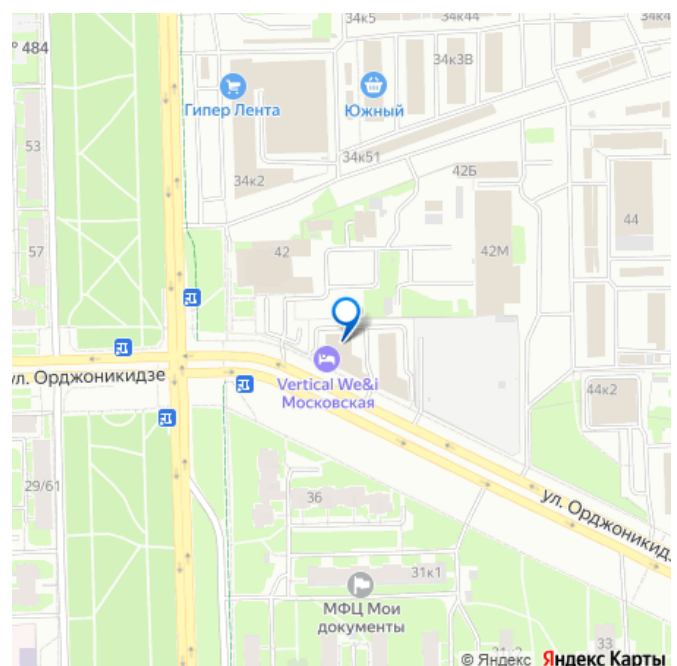 34к5
34к44
34к4
° 484
34к3В
Гипер Лента
Южный
53
34к51
34к2
42Б
44
57
42
42М
ул. Орджоникидзе
Vertical We&i
Московская
44к2
29/61
36
ул. Орджоникидз
31к1
МФЦ Мои
документы
33
© Яндекс Яндекс Карты